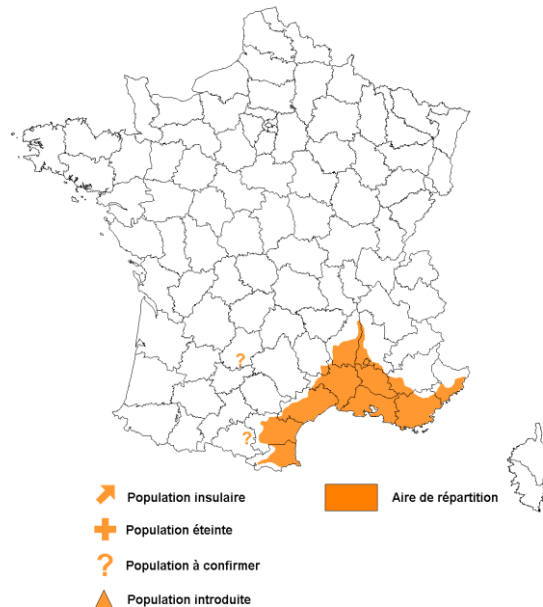 ?
?
Population insulaire
Aire de répartition
Population éteinte
? Population à confirmer
Population introduite